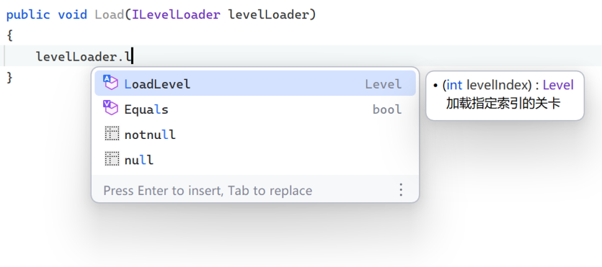 public void Load(ILevelLoader levelLoader)
{
levelLoader.l
}
LoadLevel Level
Equals bool
notnull
null
Press Enter to insert, Tab to replace
• (int levelIndex) : Level
加载指定索引的关卡